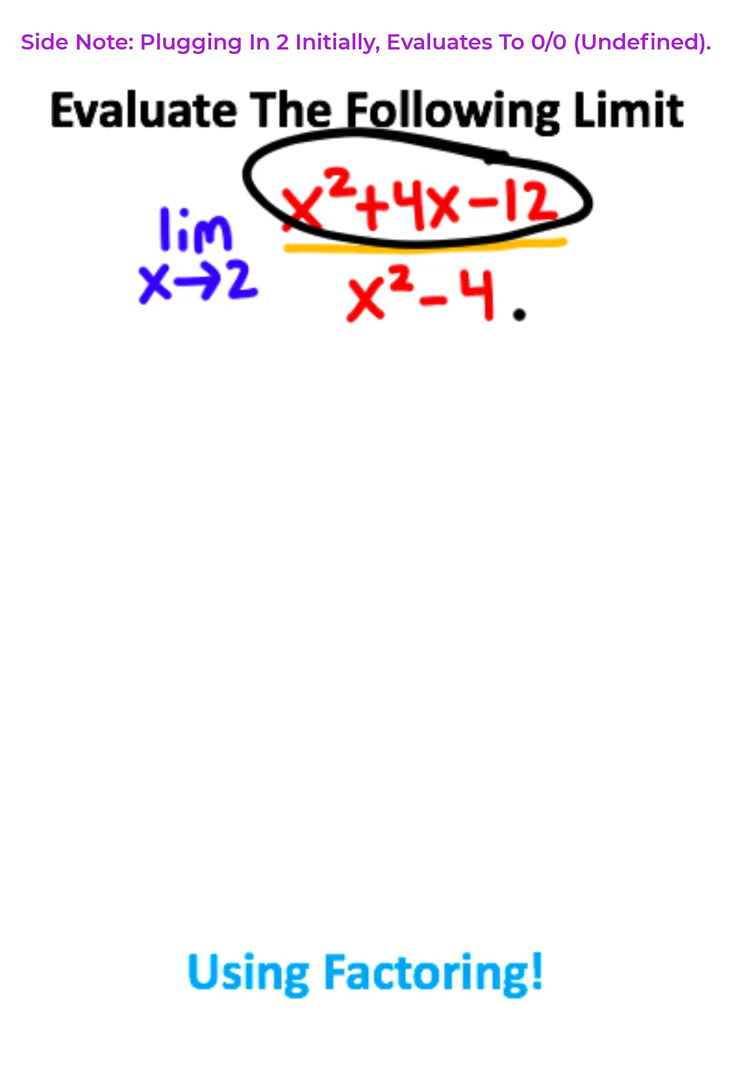 Side Note: Plugging In 2 Initially, Evaluates To 0/0 (Undefined).
Evaluate The Following Limit
lim x→2 x²+4x-12
x²-4.
Using Factoring!